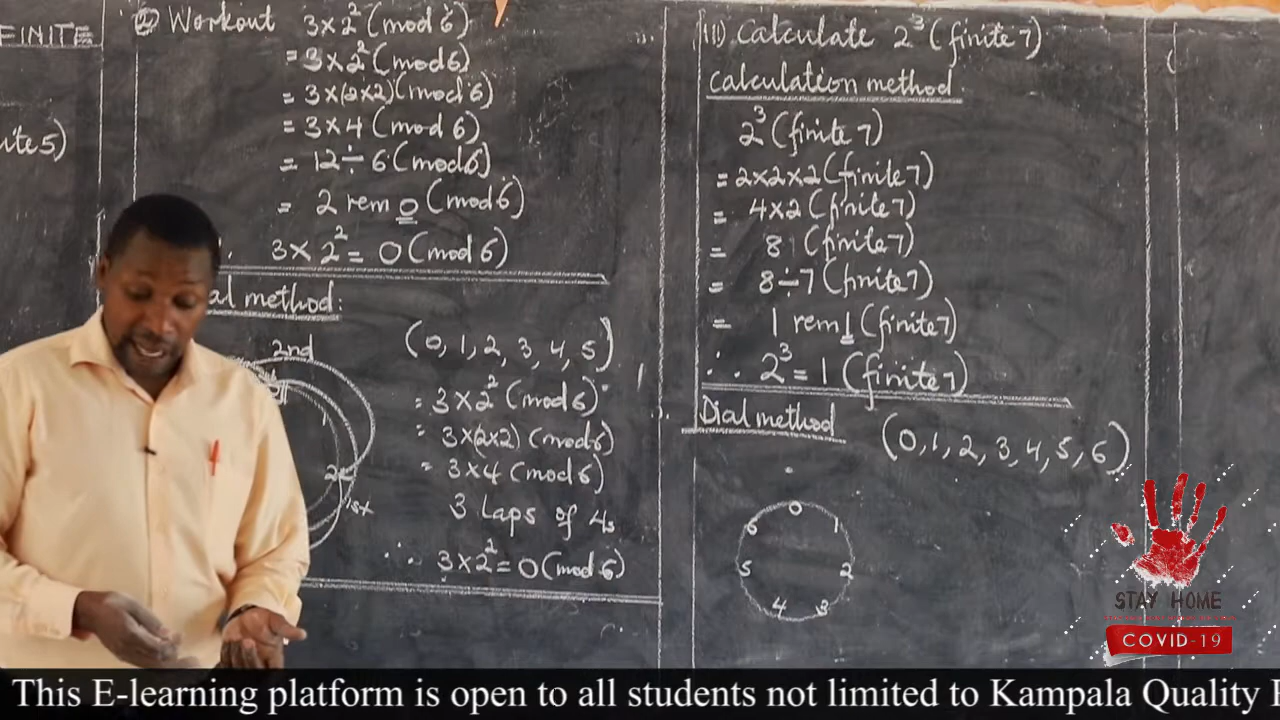 FINITE
ite5)
Workout 3×2²(mod 6)
= 3×2²(mod 6)
= 3×(2×2)(mod 6)
= 3×4 (mod 6)
= 12÷6(mod 6)
= 2 rem 0 (mod 6)
∴ 3×2² = 0(mod 6)
al method:
2nd
1
2
1st
(0, 1, 2, 3, 4, 5)
= 3×2² (mod 6)
= 3×(2×2) (mod 6)
= 3×4 (mod 6)
3 Laps of 4s
∴ 3×2² = 0(mod 6)
III) Calculate 2³(finite 7)
Calculation method.
2³(finite 7)
= 2×2×2(finite 7)
= 4×2 (finite 7)
= 8 (finite 7)
= 8÷7(finite 7)
= 1 rem 1 (finite 7)
∴ 2³ = 1 (finite 7)
Dial method
(0, 1, 2, 3, 4, 5, 6)
0
6 1
5 2
4 3
STAY HOME
COVID-19
This E-learning platform is open to all students not limited to Kampala Quality